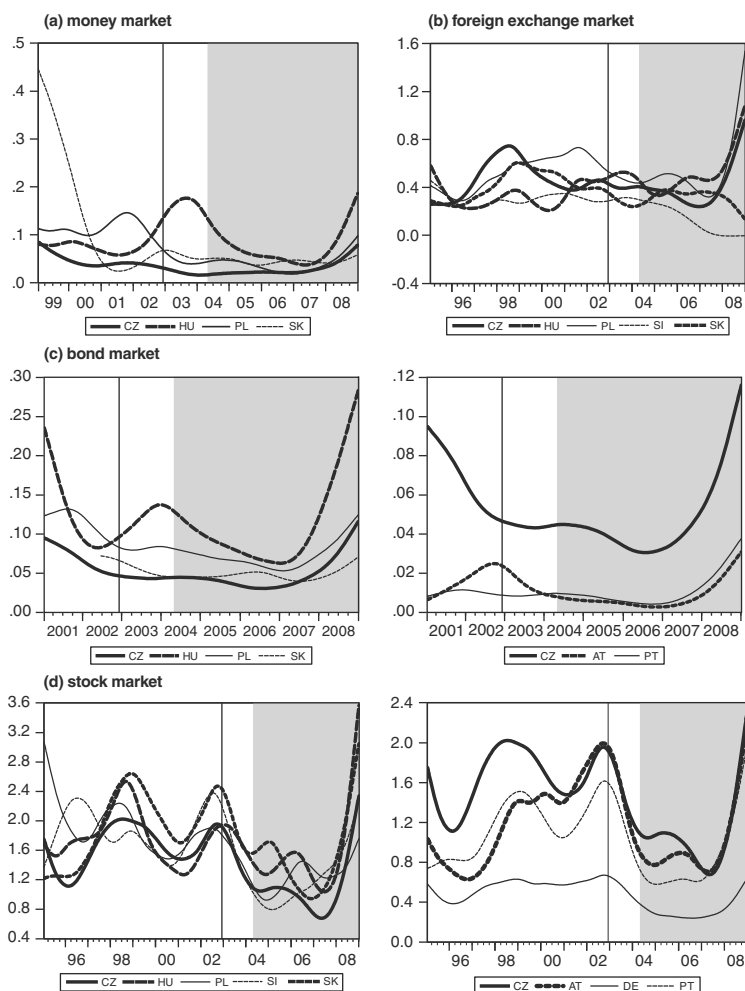 (a) money market
(b) foreign exchange market
.5
.4
.3
.2
.1
.0
99 00 01 02 03 04 05 06 07 08
CZ HU PL SK
1.6
1.2
0.8
0.4
0.0
-0.4
96 98 00 02 04 06 08
CZ HU PL SI SK
(c) bond market
.30
.25
.20
.15
.10
.05
.00
2001 2002 2003 2004 2005 2006 2007 2008
CZ HU PL SK
.12
.10
.08
.06
.04
.02
.00
2001 2002 2003 2004 2005 2006 2007 2008
CZ AT PT
(d) stock market
3.6
3.2
2.8
2.4
2.0
1.6
1.2
0.8
0.4
96 98 00 02 04 06 08
CZ HU PL SI SK
2.4
2.0
1.6
1.2
0.8
0.4
0.0
96 98 00 02 04 06 08
CZ AT DE PT